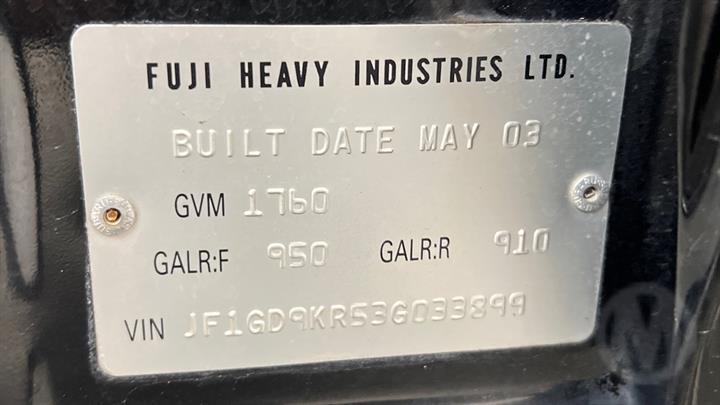 FUJI HEAVY INDUSTRIES LTD.
BUILT DATE MAY 03
GVM 1760
GALR:F 950 GALR:R 910
VIN JF1GD9KR53G033899